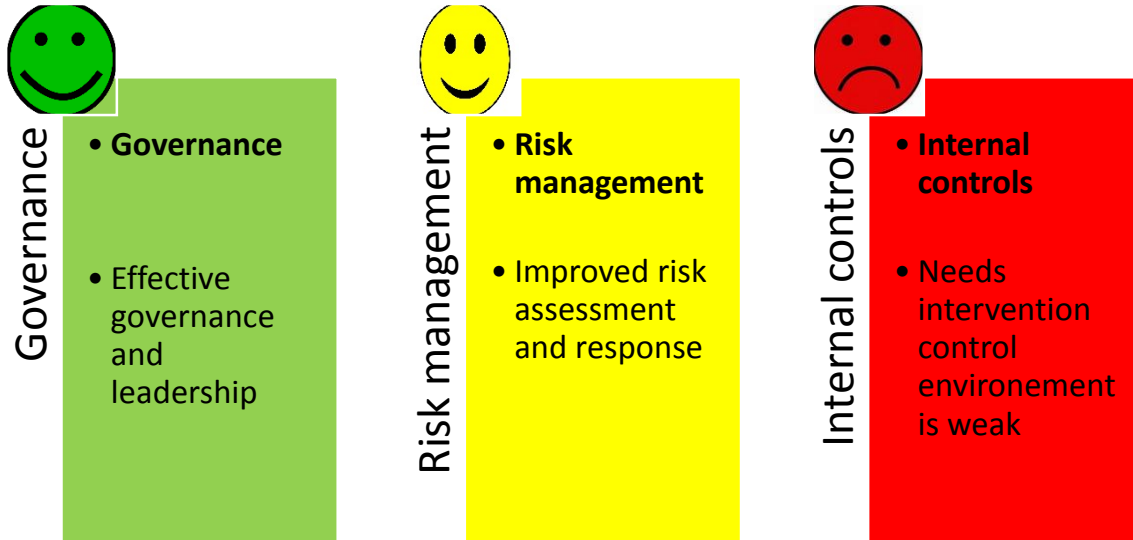 Governance
• Governance
• Effective
governance
and
leadership
Risk management
• Risk
management
• Improved risk
assessment
and response
Internal controls
• Internal
controls
• Needs
intervention
control
environement
is weak